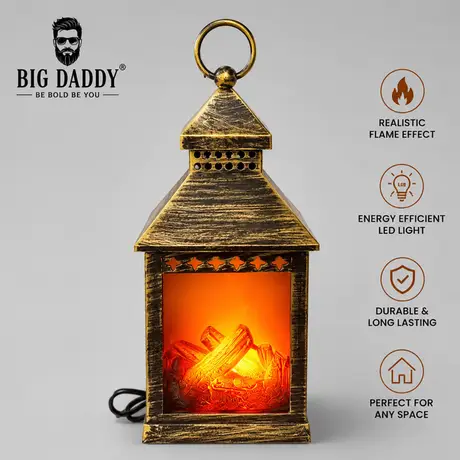 BIG DADDY®
BE BOLD BE YOU
REALISTIC
FLAME EFFECT
LED
ENERGY EFFICIENT
LED LIGHT
DURABLE &
LONG LASTING
PERFECT FOR
ANY SPACE